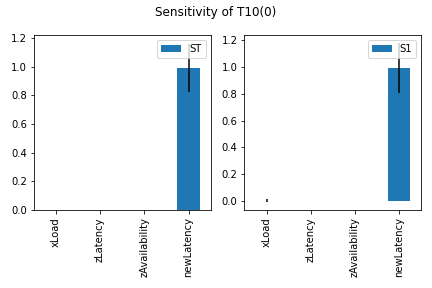 Sensitivity of T10(0)
ST
1.2
1.0
0.8
0.6
0.4
0.2
0.0
xLoad
zLatency
zAvailability
newLatency
S1
1.2
1.0
0.8
0.6
0.4
0.2
0.0
xLoad
zLatency
zAvailability
newLatency